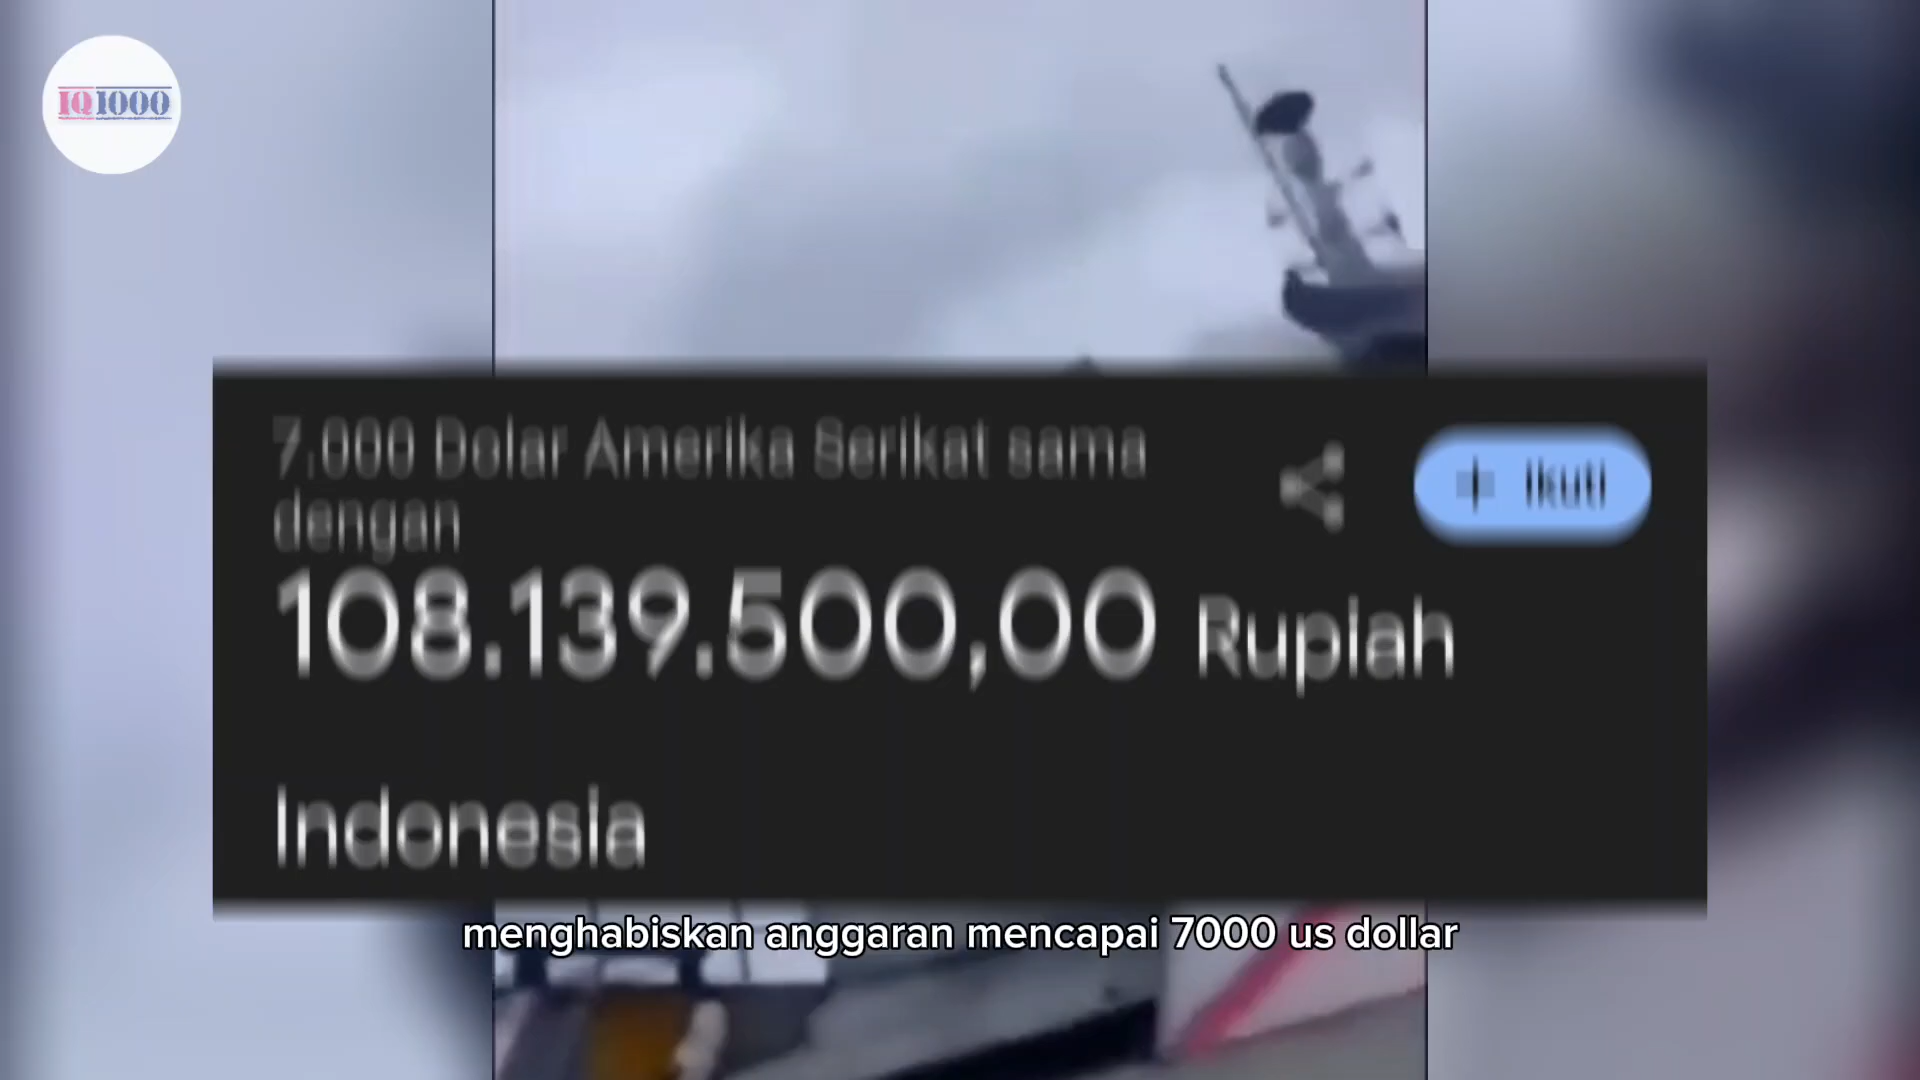 IQ1000
7.000 Dolar Amerika Serikat sama
dengan
+ Ikuti
108.139.500,00 Rupiah
Indonesia
menghabiskan anggaran mencapai 7000 us dollar